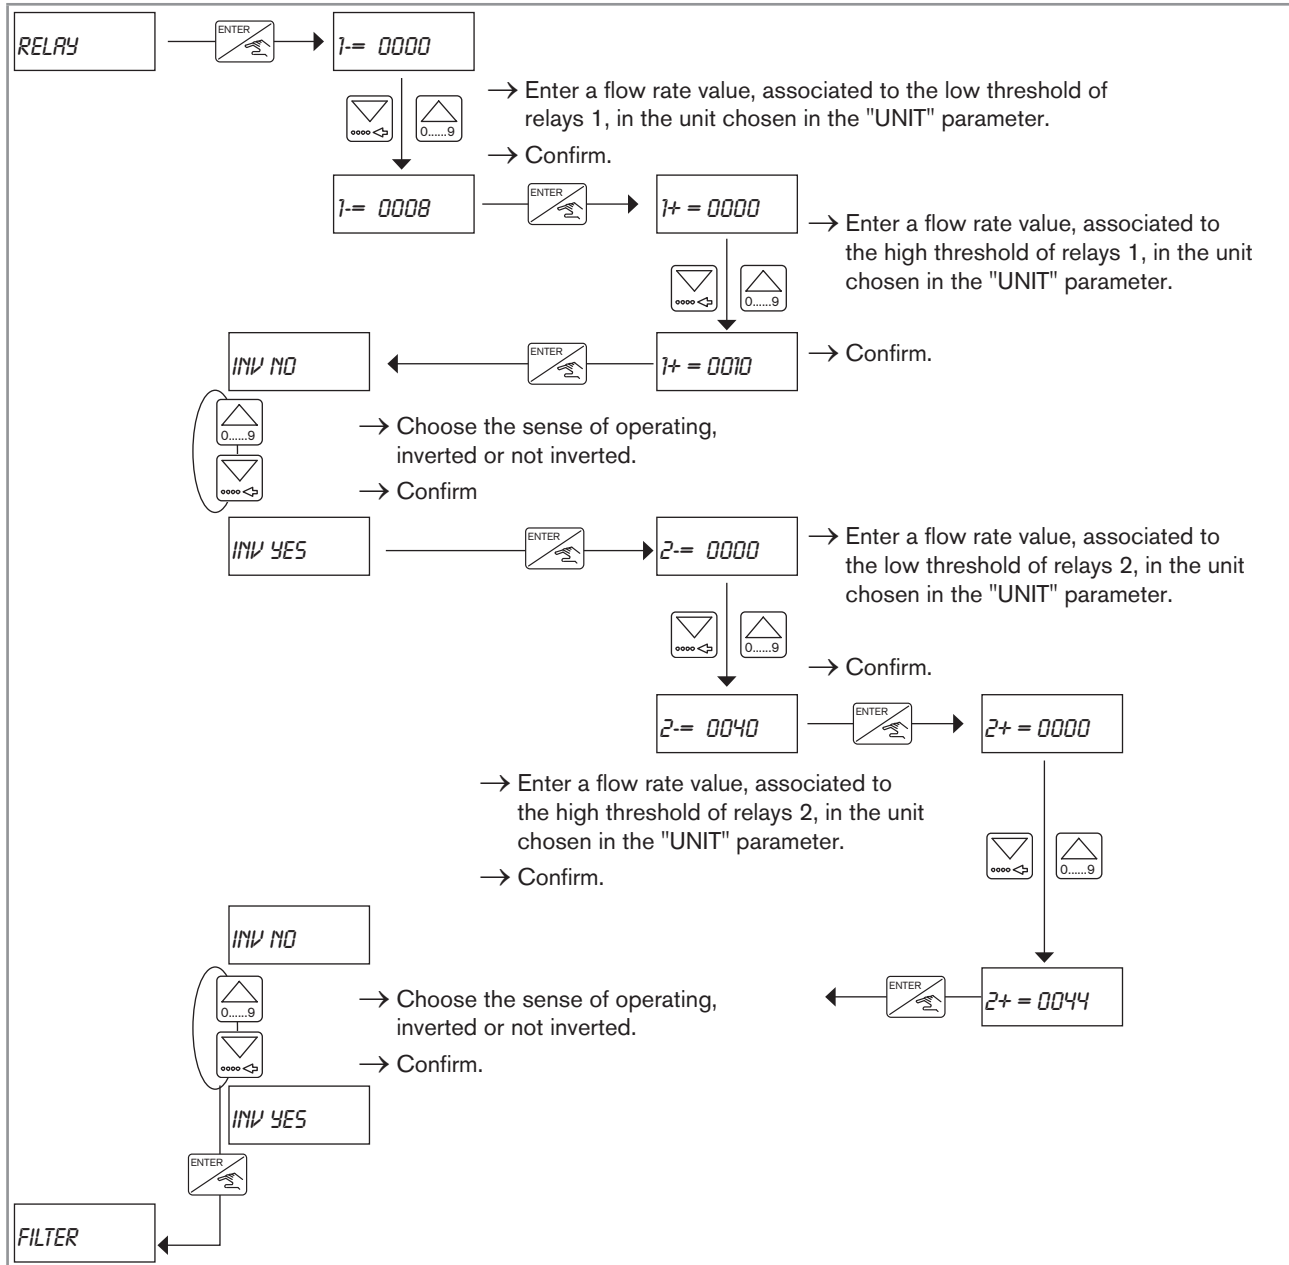 RELAY
ENTER
1-= 0000
0......9
→ Enter a flow rate value, associated to the low threshold of
relays 1, in the unit chosen in the "UNIT" parameter.
→ Confirm.
1-= 0008
ENTER
1+ = 0000
→ Enter a flow rate value, associated to
the high threshold of relays 1, in the unit
chosen in the "UNIT" parameter.
0......9
INV NO
ENTER
1+ = 0010
→ Confirm.
0......9
→ Choose the sense of operating,
inverted or not inverted.
→ Confirm
INV YES
ENTER
2-= 0000
→ Enter a flow rate value, associated to
the low threshold of relays 2, in the unit
chosen in the "UNIT" parameter.
0......9
→ Confirm.
2-= 0040
ENTER
2+ = 0000
→ Enter a flow rate value, associated to
the high threshold of relays 2, in the unit
chosen in the "UNIT" parameter.
→ Confirm.
0......9
INV NO
0......9
→ Choose the sense of operating,
inverted or not inverted.
→ Confirm.
ENTER
2+ = 0044
INV YES
ENTER
FILTER